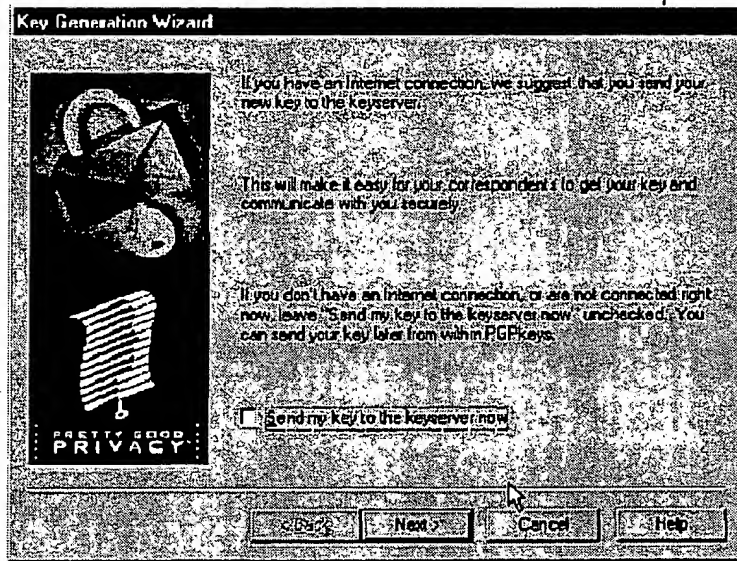 Key Generation Wizard
If you have an Internet connection, we suggest that you send your
new key to the keyserver.
This will make it easy for your correspondents to get your key and
communicate with you securely.
If you don't have an Internet connection, or are not connected right
now, leave "Send my key to the keyserver now" unchecked. You
can send your key later from within PGPkeys.
Send my key to the keyserver now
PRETTY GOOD
PRIVACY
< Back
Next >
Cancel
Help